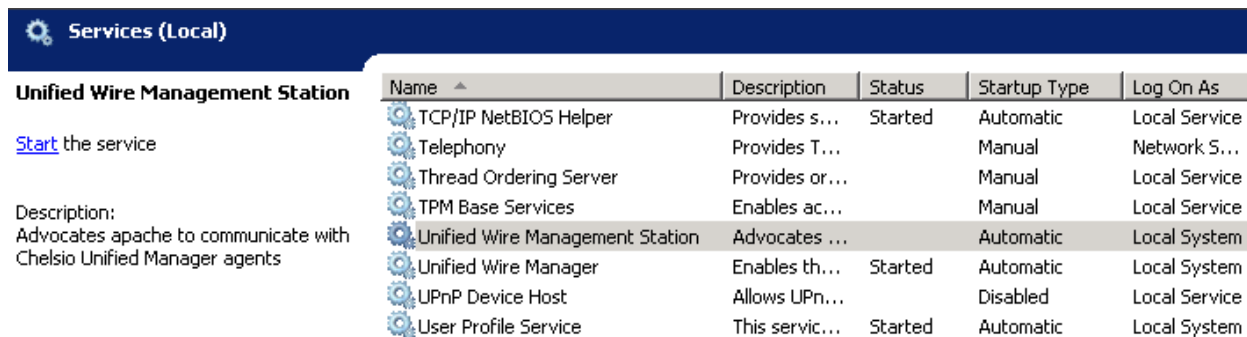 Services (Local)
Unified Wire Management Station
Start the service
Description:
Advocates apache to communicate with
Chelsio Unified Manager agents
Name Description Status Startup Type Log On As
TCP/IP NetBIOS Helper Provides s... Started Automatic Local Service
Telephony Provides T... Manual Network S...
Thread Ordering Server Provides or... Manual Local Service
TPM Base Services Enables ac... Manual Local Service
Unified Wire Management Station Advocates ... Automatic Local System
Unified Wire Manager Enables th... Started Automatic Local System
UPnP Device Host Allows UPn... Disabled Local Service
User Profile Service This servic... Started Automatic Local System